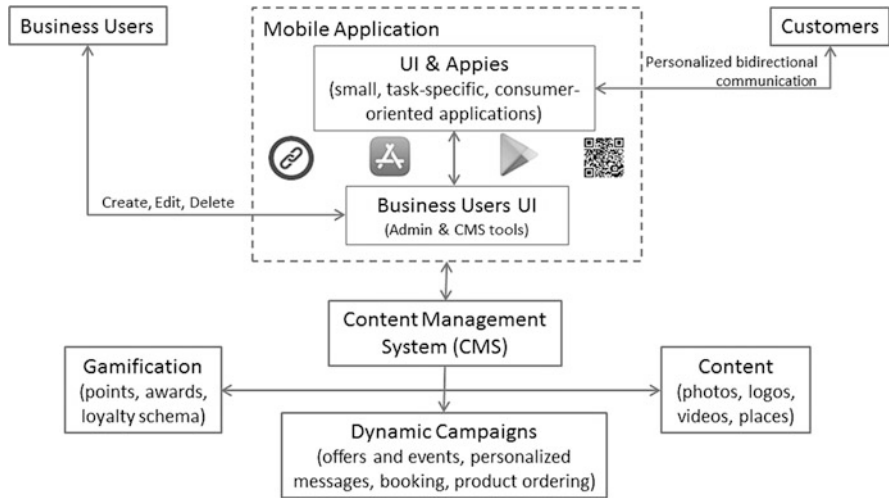 Business Users
Mobile Application
Customers
UI & Appies
(small, task-specific, consumer-
oriented applications)
Personalized bidirectional
communication
Create, Edit, Delete
Business Users UI
(Admin & CMS tools)
Content Management
System (CMS)
Gamification
(points, awards,
loyalty schema)
Content
(photos, logos,
videos, places)
Dynamic Campaigns
(offers and events, personalized
messages, booking, product ordering)